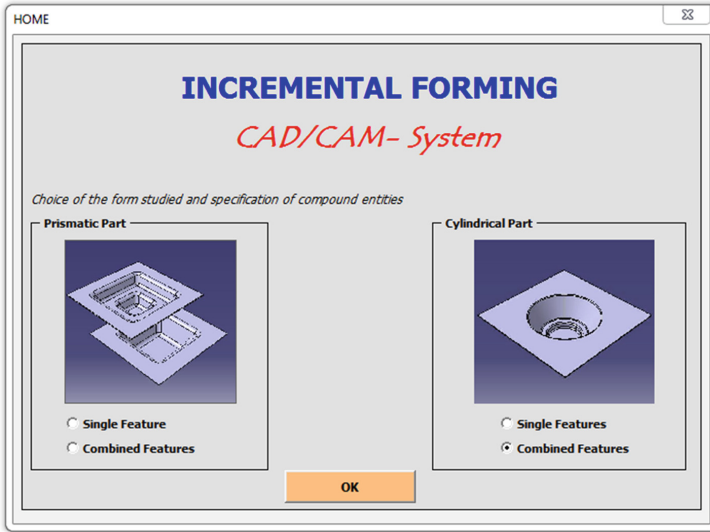 HOME
INCREMENTAL FORMING
CAD/CAM- System
Choice of the form studied and specification of compound entities
Prismatic Part
Single Feature
Combined Features
Cylindrical Part
Single Features
Combined Features
OK